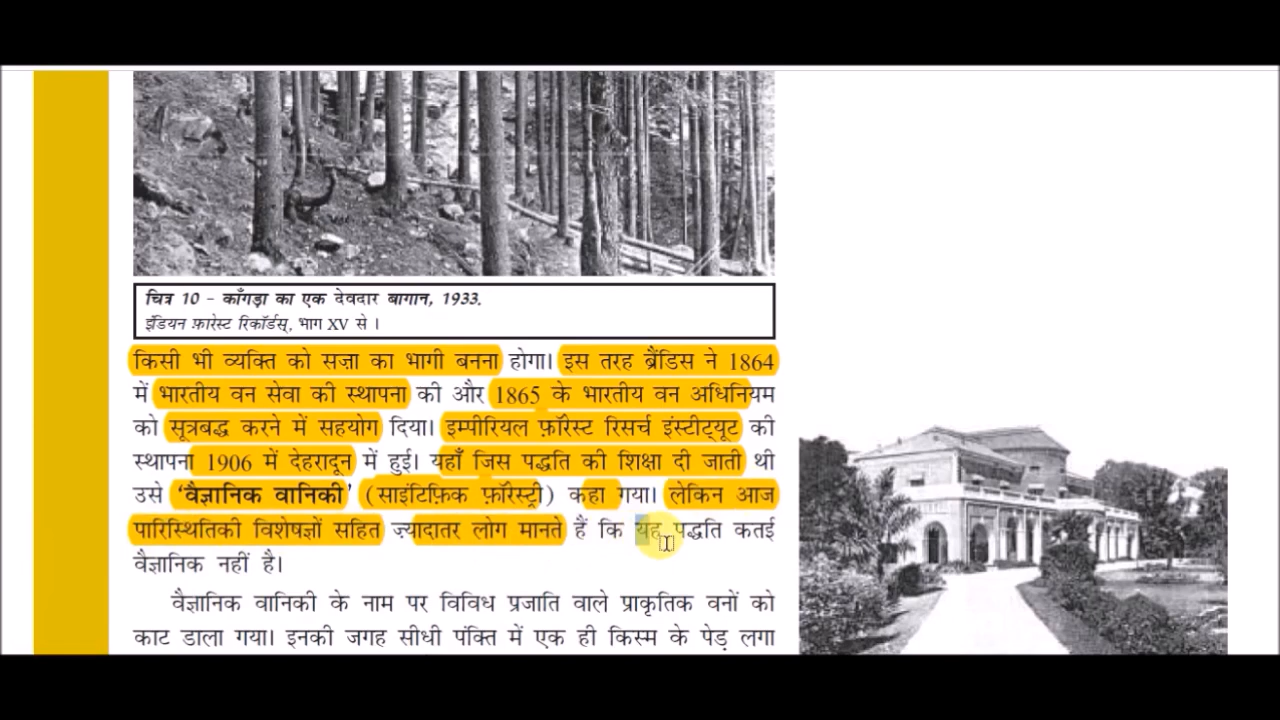 चित्र 10 – काँगड़ा का एक देवदार बागान, 1933.
इंडियन फ़ारेस्ट रिकॉर्डस्, भाग XV से ।
किसी भी व्यक्ति को सज़ा का भागी बनना होगा। इस तरह ब्रैंडिस ने 1864
में भारतीय वन सेवा की स्थापना की और 1865 के भारतीय वन अधिनियम
को सूत्रबद्ध करने में सहयोग दिया। इम्पीरियल फ़ॉरेस्ट रिसर्च इंस्टीट्यूट की
स्थापना 1906 में देहरादून में हुई। यहाँ जिस पद्धति की शिक्षा दी जाती थी
उसे ‘वैज्ञानिक वानिकी’ (साइंटिफ़िक फ़ॉरेस्ट्री) कहा गया। लेकिन आज
पारिस्थितिकी विशेषज्ञों सहित ज़्यादातर लोग मानते हैं कि यह पद्धति कतई
वैज्ञानिक नहीं है।
वैज्ञानिक वानिकी के नाम पर विविध प्रजाति वाले प्राकृतिक वनों को
काट डाला गया। इनकी जगह सीधी पंक्ति में एक ही किस्म के पेड़ लगा